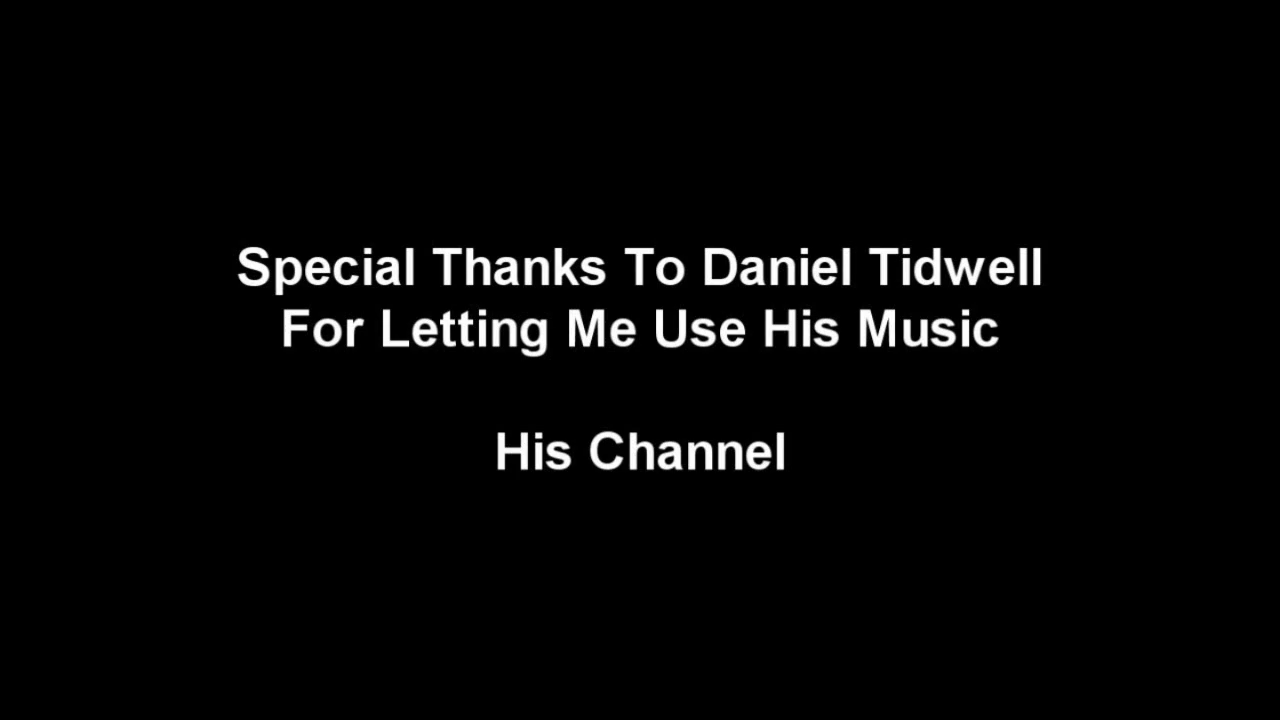 Special Thanks To Daniel Tidwell
For Letting Me Use His Music
His Channel